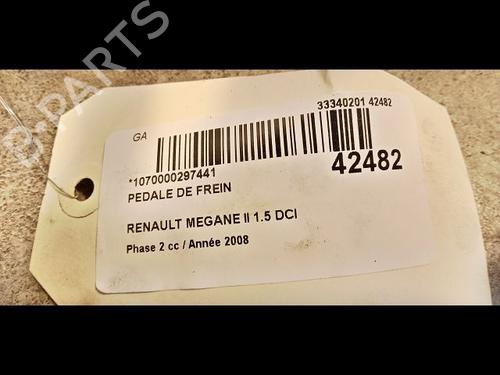 B-PARTS
GA
33340201 42482
*1070000297441
42482
PEDALE DE FREIN
RENAULT MEGANE II 1.5 DCI
Phase 2 cc / Année 2008